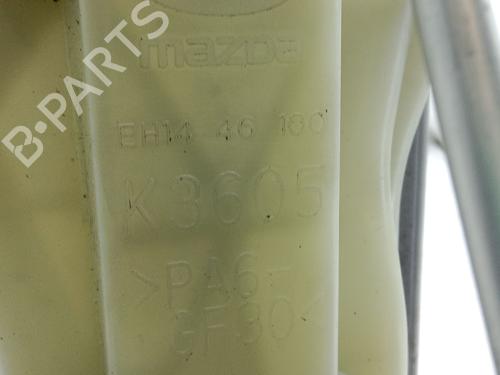 B-PARTS
mazda
EH14 46 180
K3605
>PA6-
GF30<